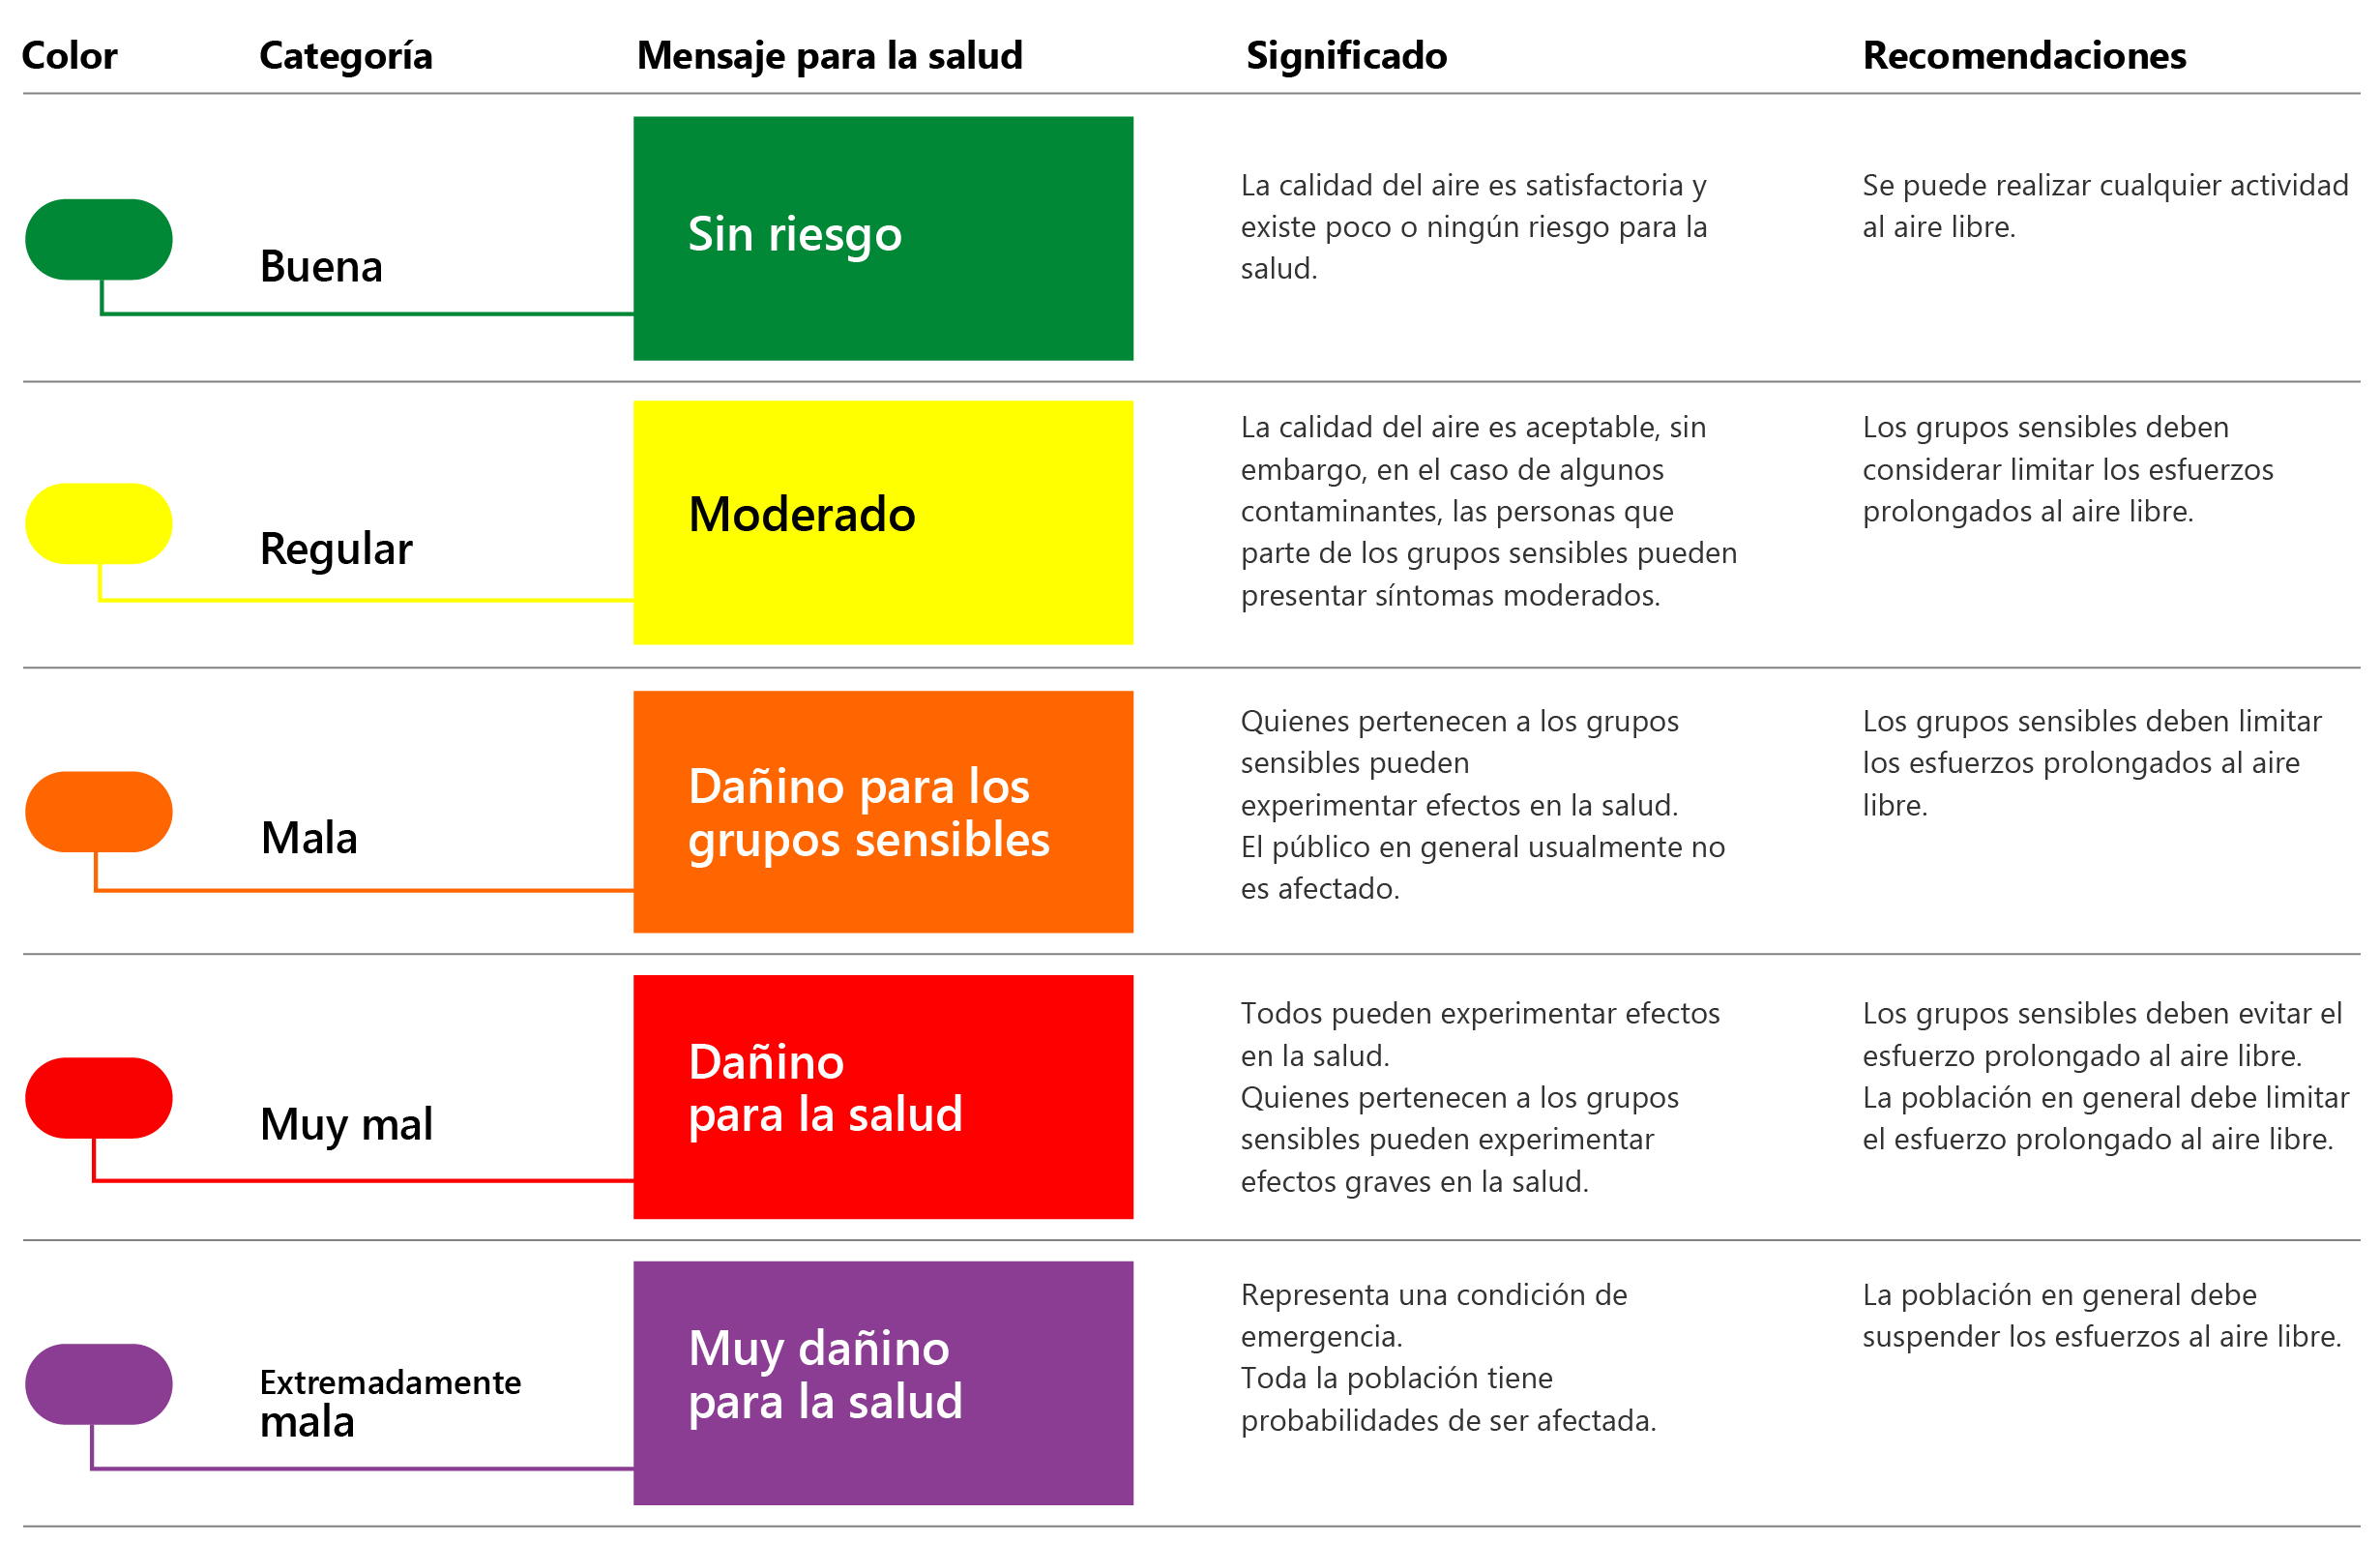 Color
Categoría
Mensaje para la salud
Significado
Recomendaciones
Buena
Sin riesgo
La calidad del aire es satisfactoria y
existe poco o ningún riesgo para la
salud.
Se puede realizar cualquier actividad
al aire libre.
Regular
Moderado
La calidad del aire es aceptable, sin
embargo, en el caso de algunos
contaminantes, las personas que
parte de los grupos sensibles pueden
presentar síntomas moderados.
Los grupos sensibles deben
considerar limitar los esfuerzos
prolongados al aire libre.
Mala
Dañino para los
grupos sensibles
Quienes pertenecen a los grupos
sensibles pueden
experimentar efectos en la salud.
El público en general usualmente no
es afectado.
Los grupos sensibles deben limitar
los esfuerzos prolongados al aire
libre.
Muy mal
Dañino
para la salud
Todos pueden experimentar efectos
en la salud.
Quienes pertenecen a los grupos
sensibles pueden experimentar
efectos graves en la salud.
Los grupos sensibles deben evitar el
esfuerzo prolongado al aire libre.
La población en general debe limitar
el esfuerzo prolongado al aire libre.
Extremadamente
mala
Muy dañino
para la salud
Representa una condición de
emergencia.
Toda la población tiene
probabilidades de ser afectada.
La población en general debe
suspender los esfuerzos al aire libre.